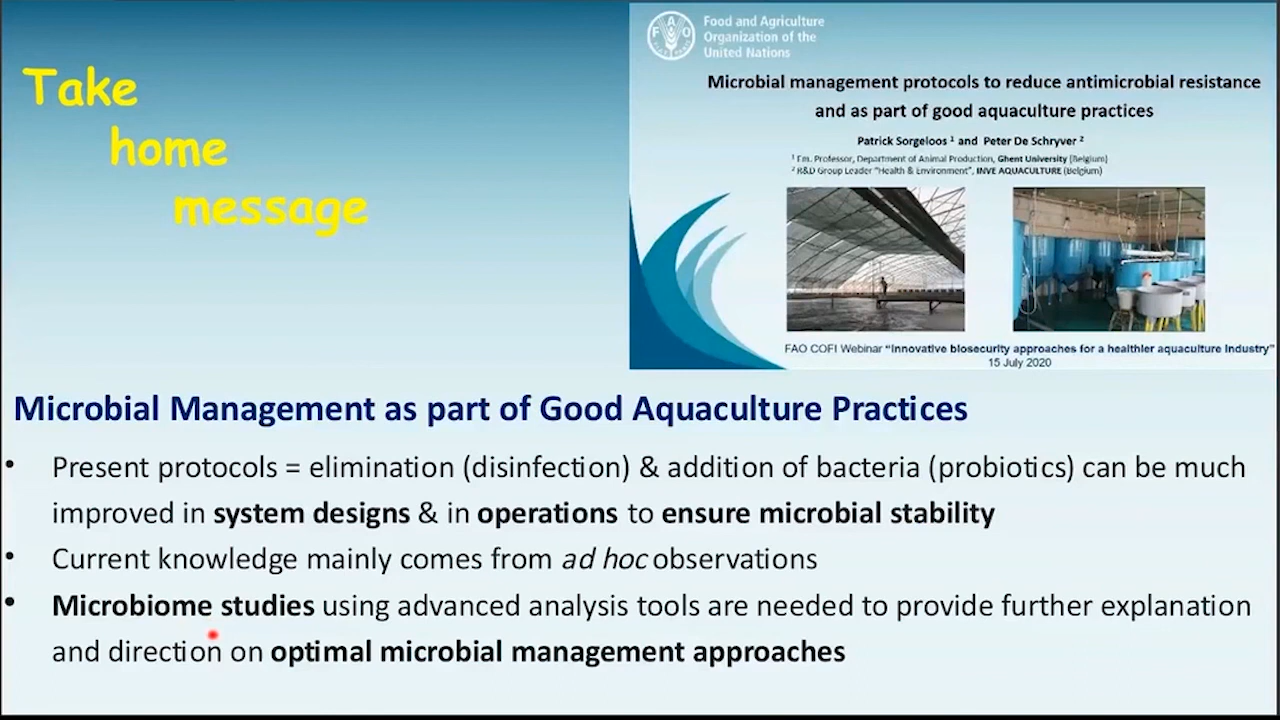 Take
home
message
Food and Agriculture
Organization of the
United Nations
Microbial management protocols to reduce antimicrobial resistance
and as part of good aquaculture practices
Patrick Sorgeloos ¹ and Peter De Schryver ²
¹ Em. Professor, Department of Animal Production, Ghent University (Belgium)
² R&D Group Leader "Health & Environment", INVE AQUACULTURE (Belgium)
FAO COFI Webinar "Innovative biosecurity approaches for a healthier aquaculture industry"
15 July 2020
Microbial Management as part of Good Aquaculture Practices
• Present protocols = elimination (disinfection) & addition of bacteria (probiotics) can be much
improved in system designs & in operations to ensure microbial stability
• Current knowledge mainly comes from ad hoc observations
• Microbiome studies using advanced analysis tools are needed to provide further explanation
and direction on optimal microbial management approaches